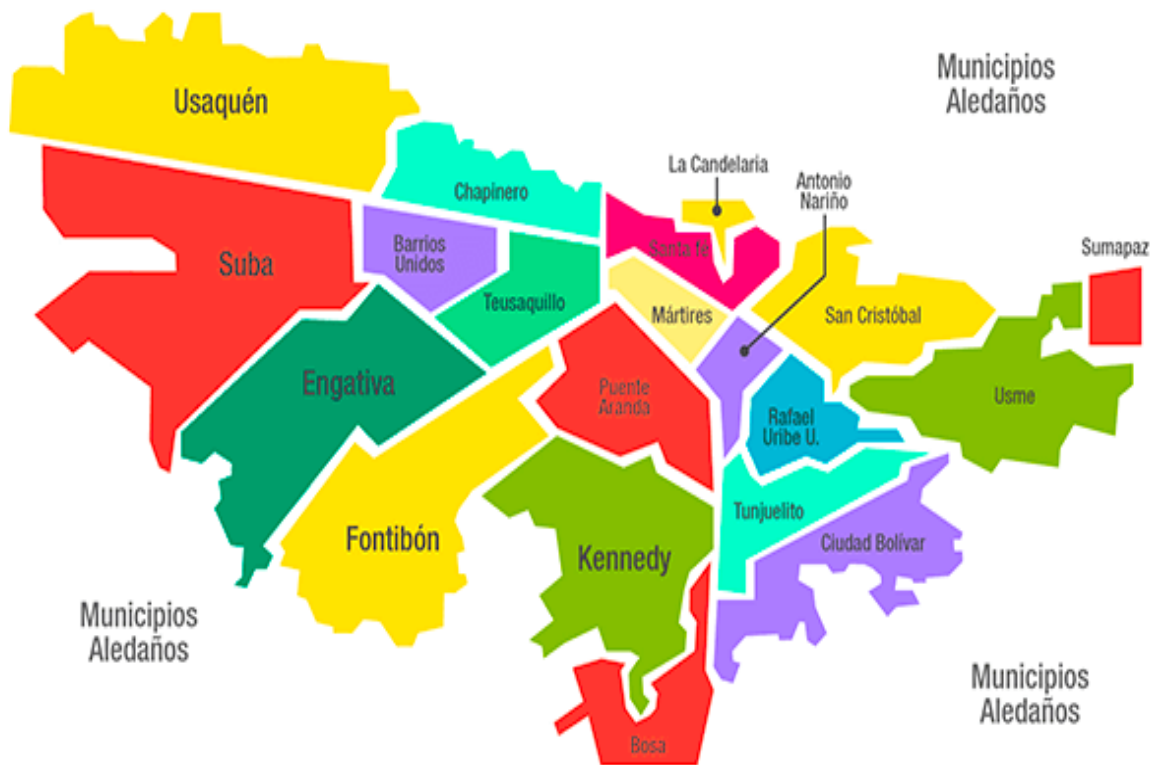 Municipios
Aledaños
Usaquén
La Candelaria
Antonio
Nariño
Chapinero
Barrios
Unidos
Santa fe
Sumapaz
Suba
Teusaquillo
Mártires
San Cristóbal
Engativa
Puente
Aranda
Usme
Rafael
Uribe U.
Tunjuelito
Fontibón
Kennedy
Ciudad Bolívar
Municipios
Aledaños
Municipios
Aledaños
Bosa